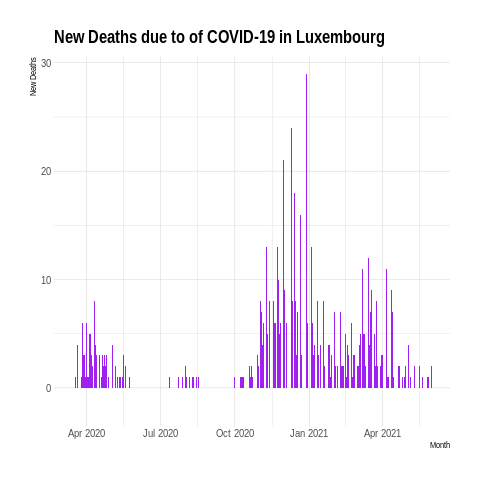 New Deaths due to of COVID-19 in Luxembourg
New Deaths
30
20
10
0
Apr 2020 Jul 2020 Oct 2020 Jan 2021 Apr 2021
Month